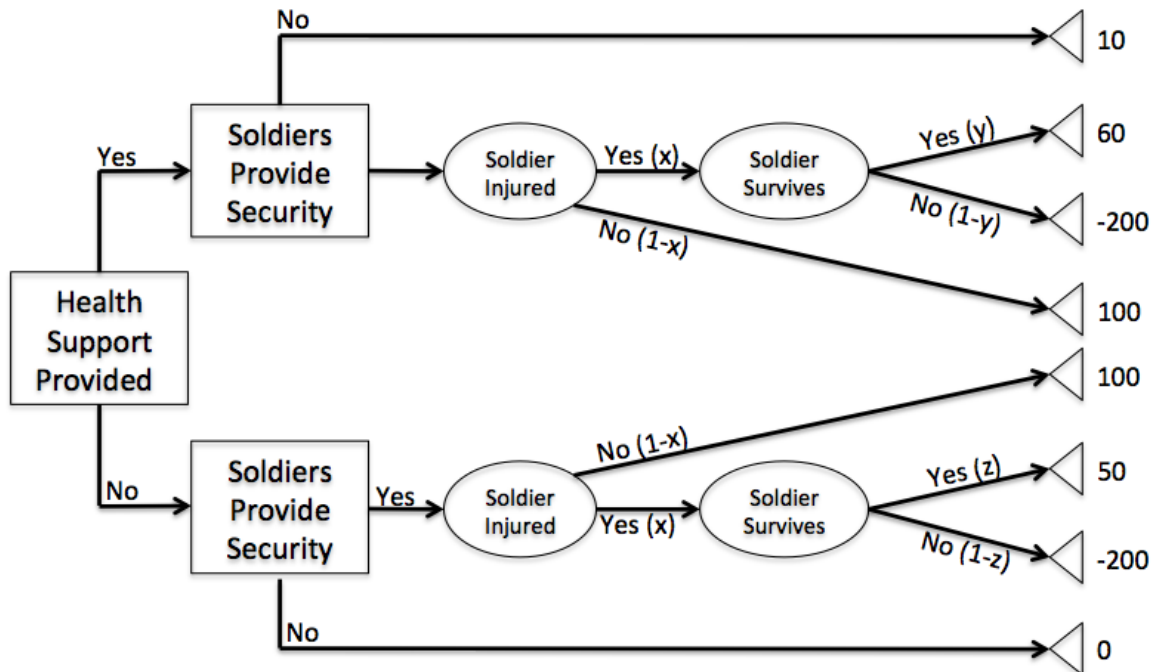 No
10
Soldiers
Provide
Security
Yes
Soldier
Injured
Yes (x)
Soldier
Survives
Yes (y)
60
No (1-y)
-200
No (1-x)
100
Health
Support
Provided
100
No (1-x)
No
Soldiers
Provide
Security
Yes
Soldier
Injured
Yes (x)
Soldier
Survives
Yes (z)
50
No (1-z)
-200
No
0